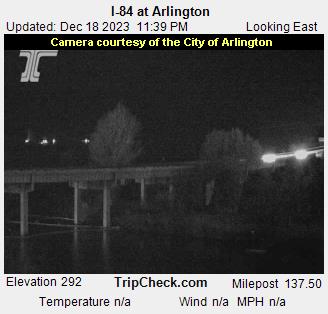 I-84 at Arlington
Updated: Dec 18 2023 11:39 PM Looking East
Camera courtesy of the City of Arlington
Elevation 292 TripCheck.com Milepost 137.50
Temperature n/a Wind n/a MPH n/a